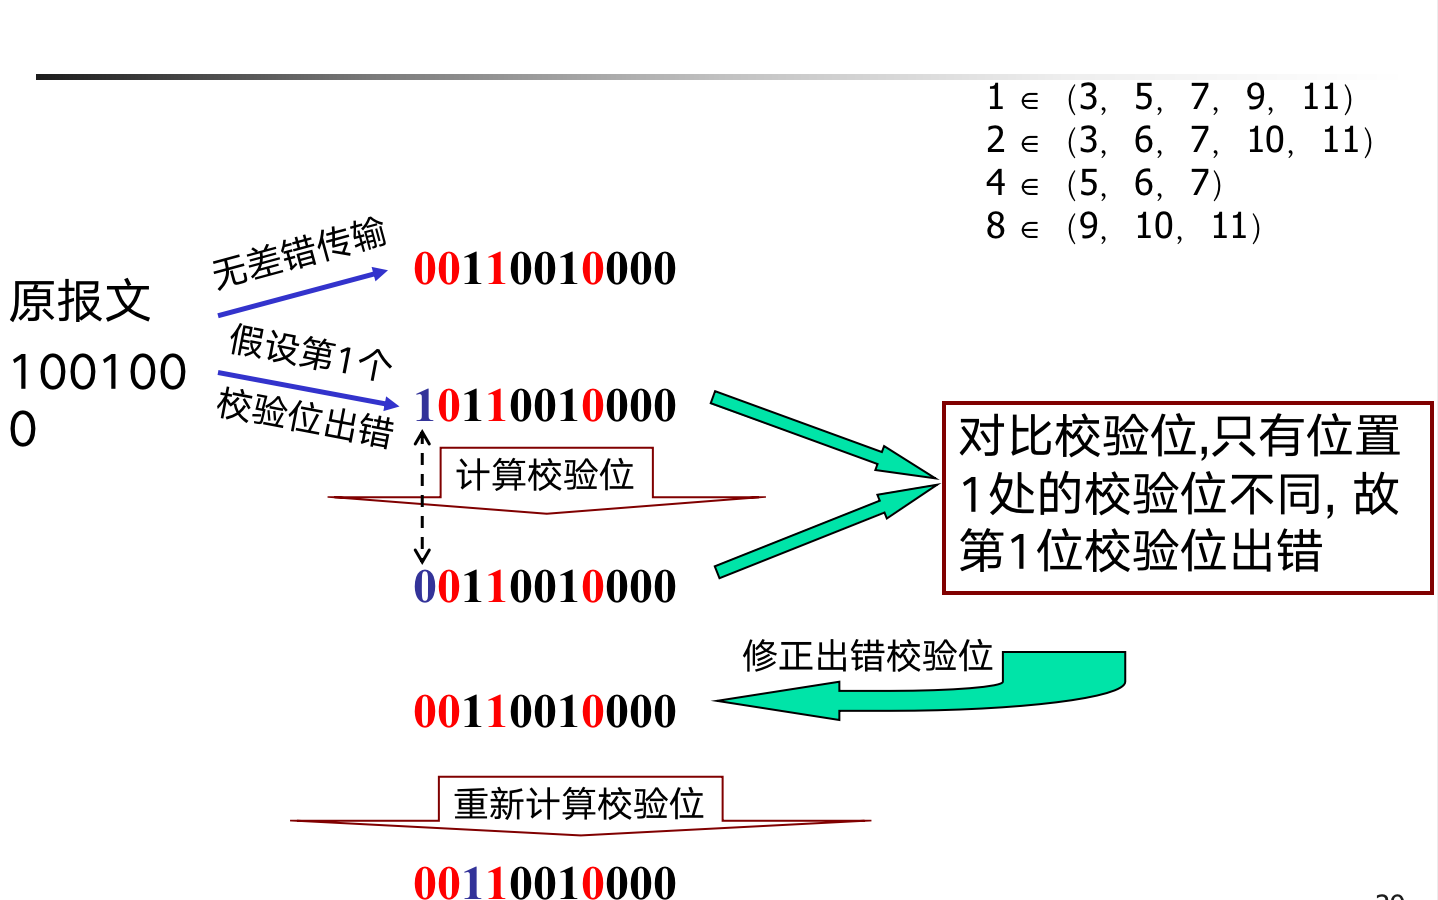 1 ∈ (3, 5, 7, 9, 11)
2 ∈ (3, 6, 7, 10, 11)
4 ∈ (5, 6, 7)
8 ∈ (9, 10, 11)
无差错传输
00110010000
原报文
100100
0
假设第1个
校验位出错
10110010000
计算校验位
00110010000
对比校验位,只有位置
1处的校验位不同, 故
第1位校验位出错
修正出错校验位
00110010000
重新计算校验位
00110010000